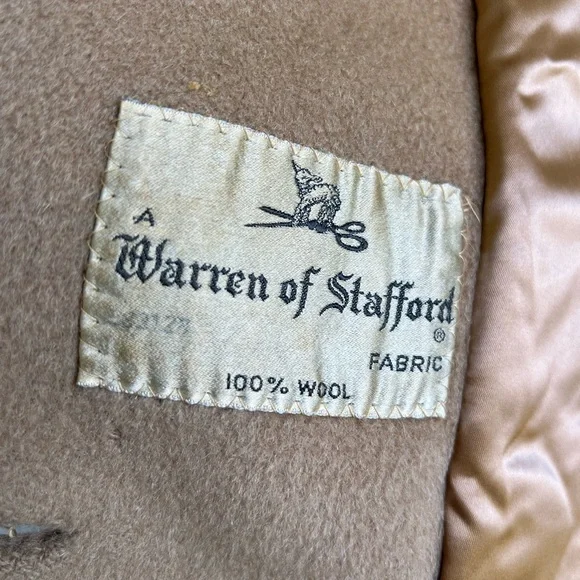 A
Warren of Stafford
®
FABRIC
100% WOOL